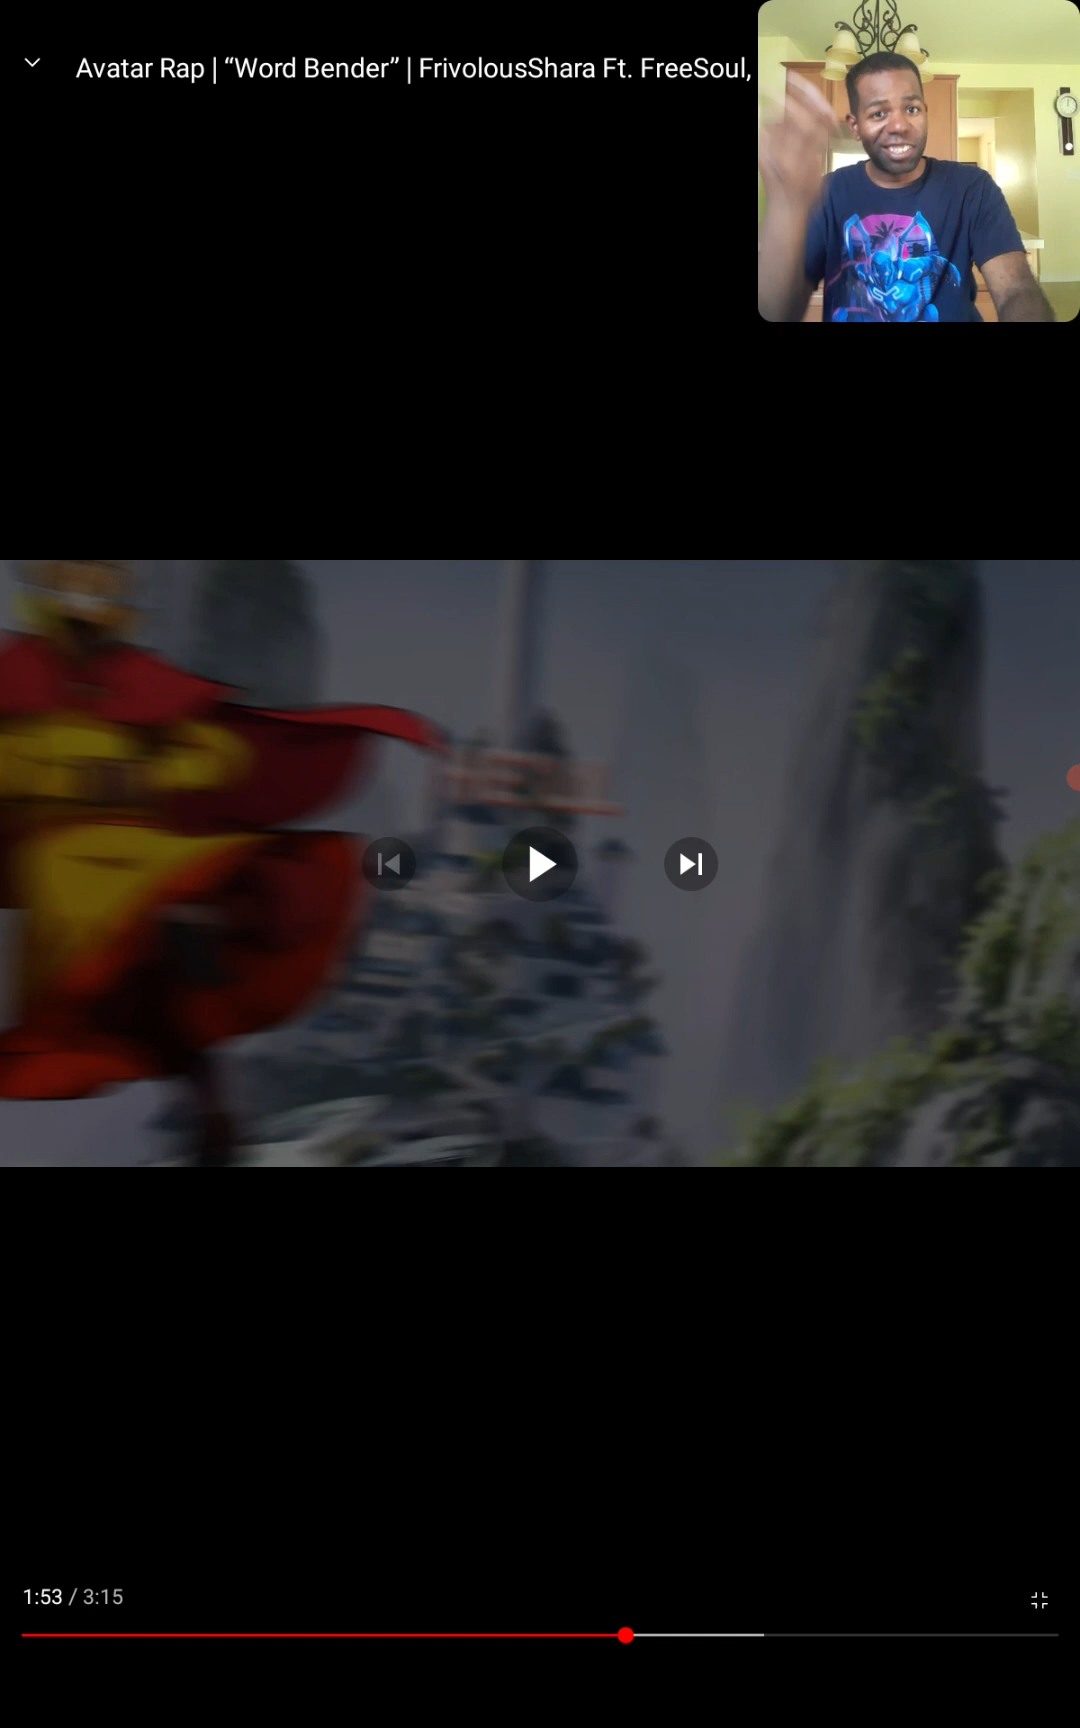 Avatar Rap | “Word Bender” | FrivolousShara Ft. FreeSoul,
1:53 / 3:15